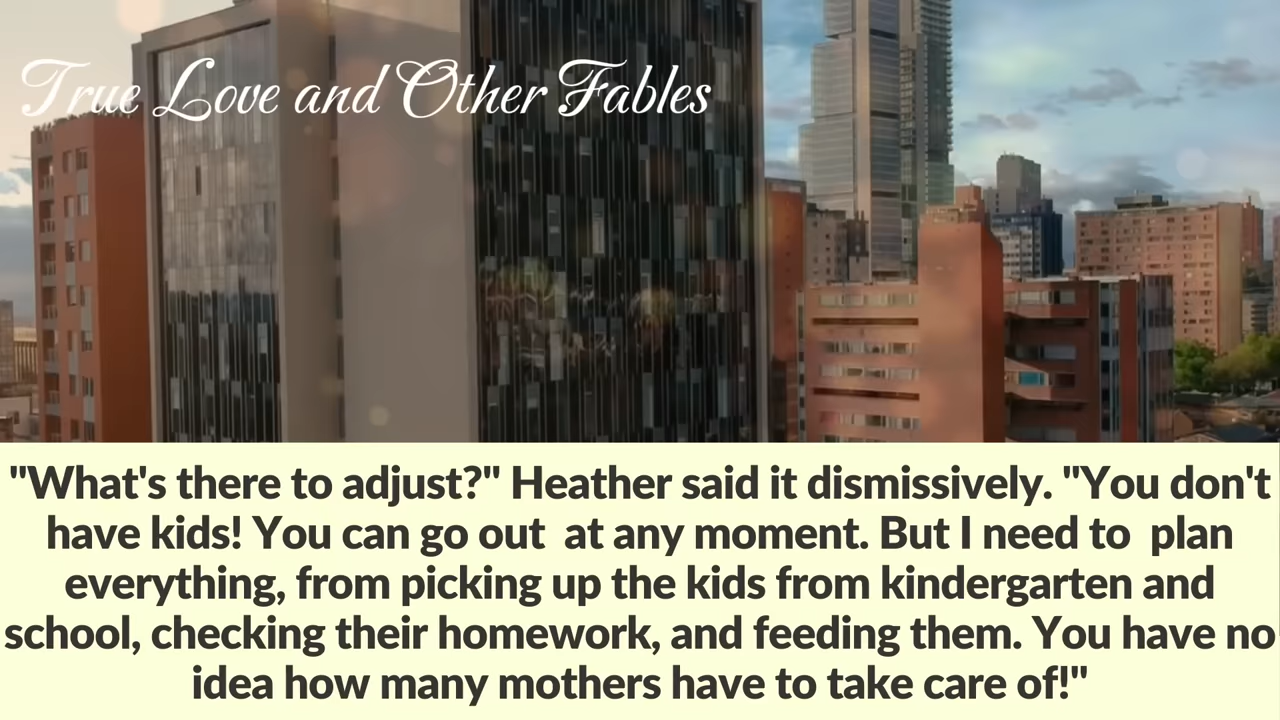 True Love and Other Fables
"What's there to adjust?" Heather said it dismissively. "You don't
have kids! You can go out  at any moment. But I need to  plan
everything, from picking up the kids from kindergarten and
school, checking their homework, and feeding them. You have no
idea how many mothers have to take care of!"